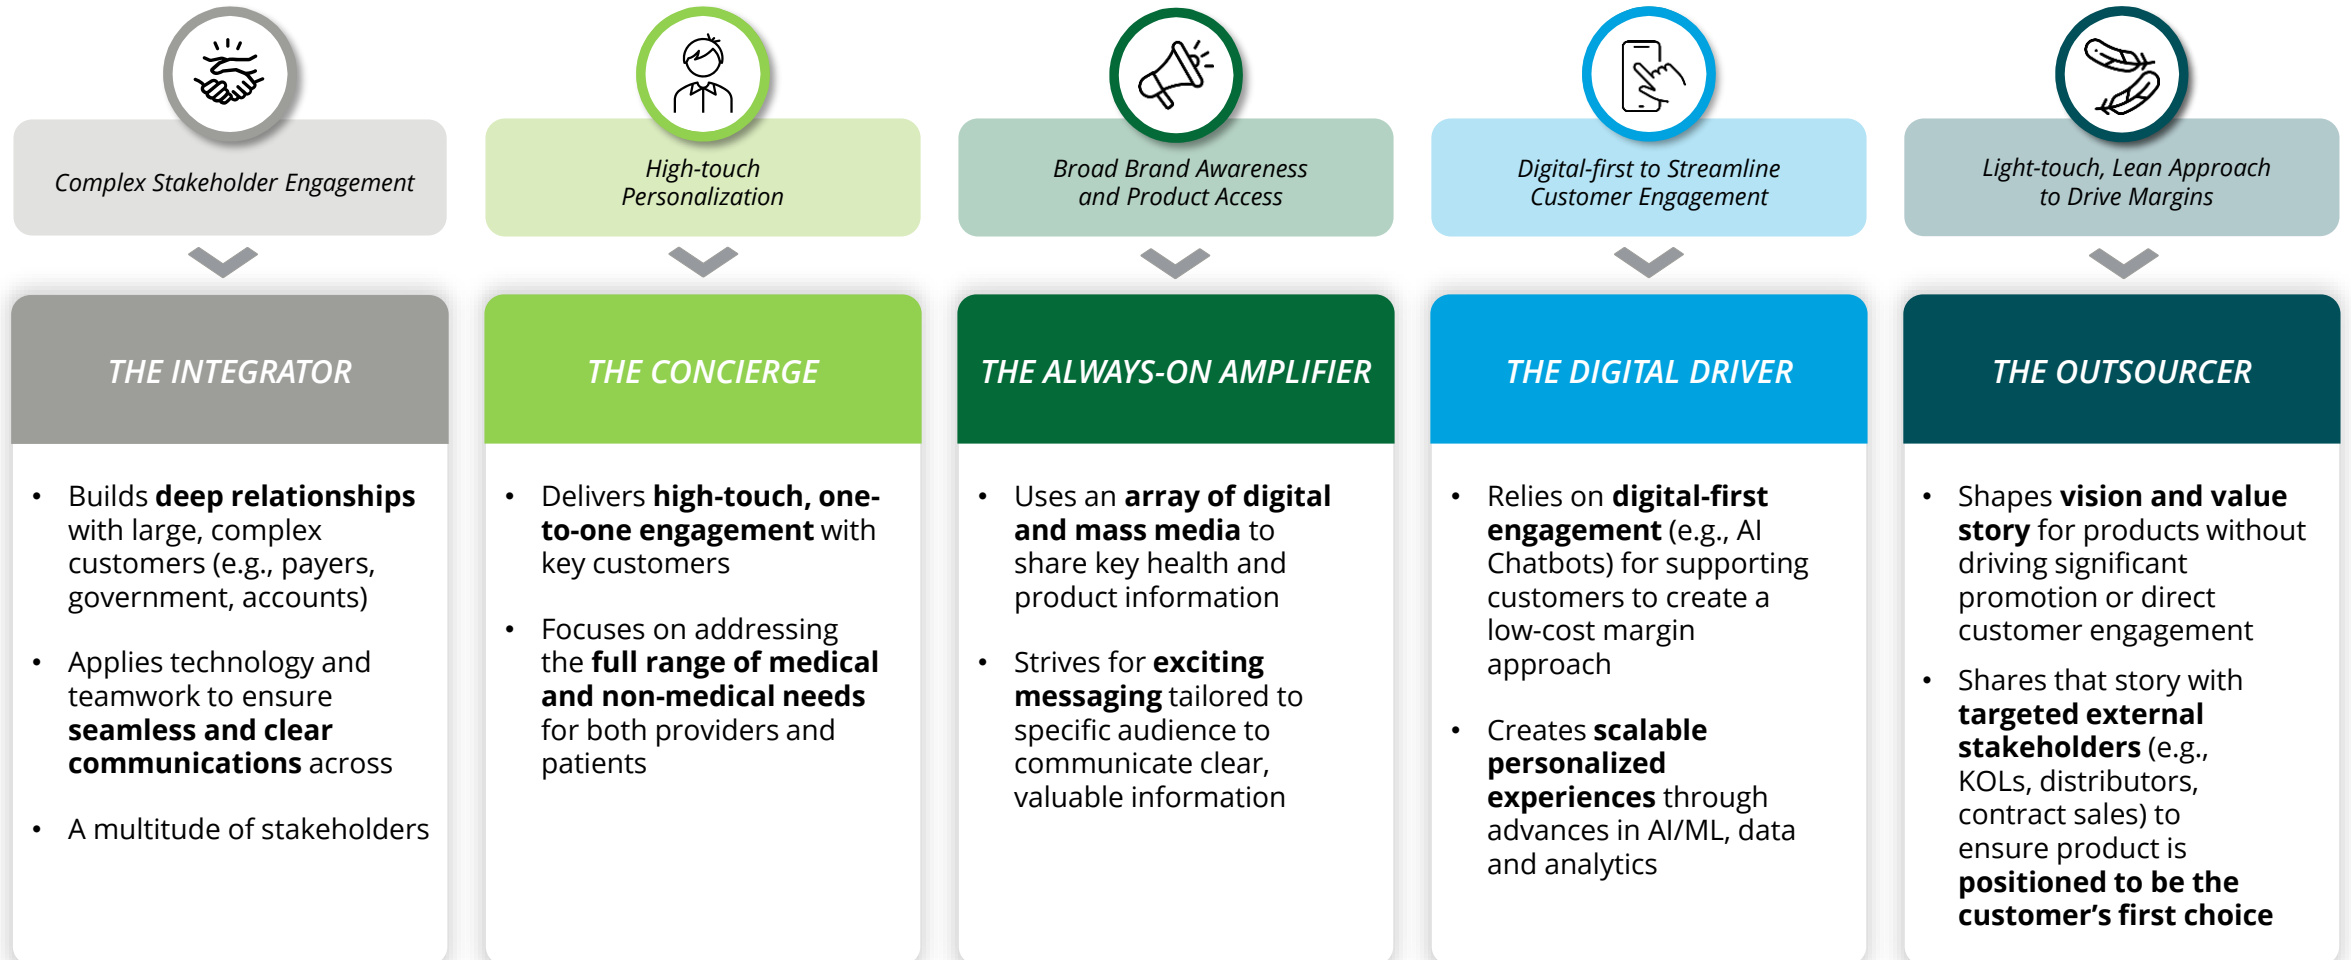 Complex Stakeholder Engagement
High-touch
Personalization
Broad Brand Awareness
and Product Access
Digital-first to Streamline
Customer Engagement
Light-touch, Lean Approach
to Drive Margins
THE INTEGRATOR
THE CONCIERGE
THE ALWAYS-ON AMPLIFIER
THE DIGITAL DRIVER
THE OUTSOURCER
• Builds deep relationships
with large, complex
customers (e.g., payers,
government, accounts)
• Applies technology and
teamwork to ensure
seamless and clear
communications across
• A multitude of stakeholders
• Delivers high-touch, one-
to-one engagement with
key customers
• Focuses on addressing
the full range of medical
and non-medical needs
for both providers and
patients
• Uses an array of digital
and mass media to
share key health and
product information
• Strives for exciting
messaging tailored to
specific audience to
communicate clear,
valuable information
• Relies on digital-first
engagement (e.g., AI
Chatbots) for supporting
customers to create a
low-cost margin
approach
• Creates scalable
personalized
experiences through
advances in AI/ML, data
and analytics
• Shapes vision and value
story for products without
driving significant
promotion or direct
customer engagement
• Shares that story with
targeted external
stakeholders (e.g.,
KOLs, distributors,
contract sales) to
ensure product is
positioned to be the
customer’s first choice